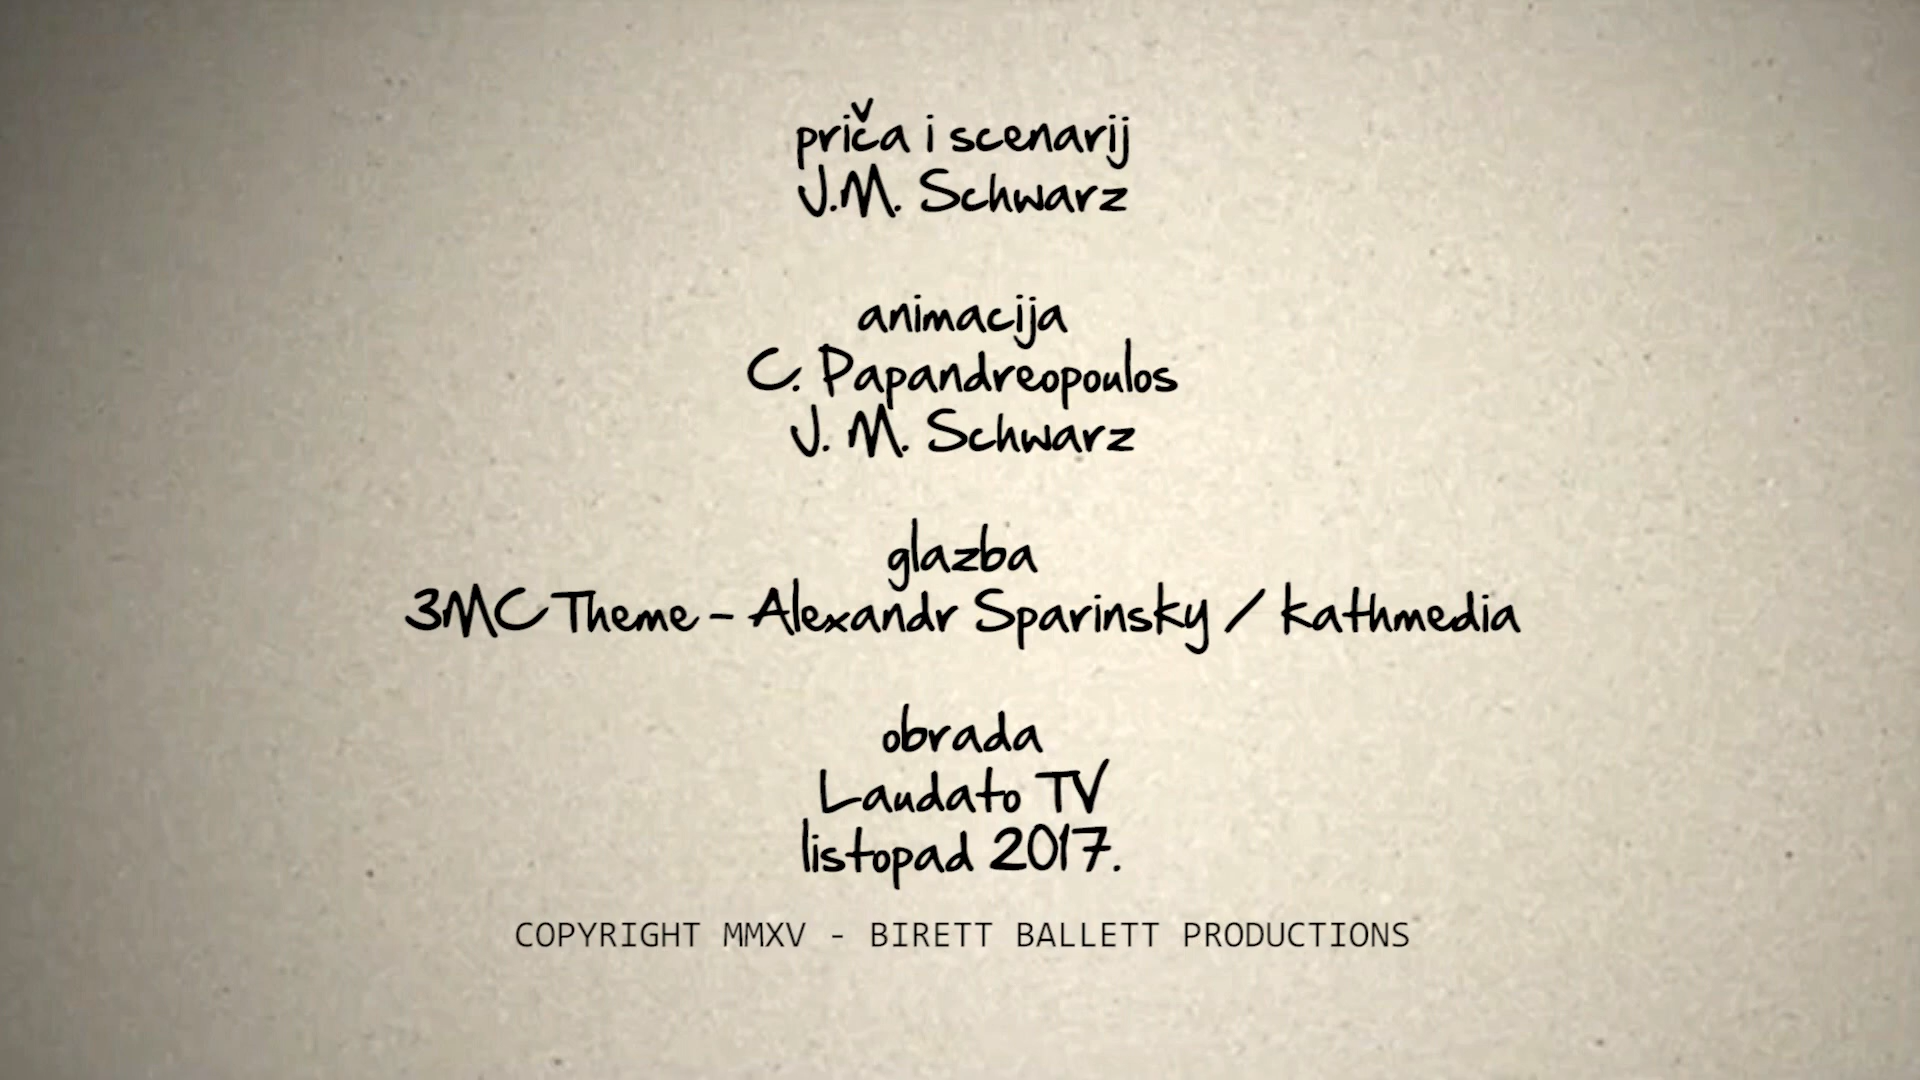 priča i scenarij
J.M. Schwarz
animacija
C. Papandreopoulos
J. M. Schwarz
glazba
3MC Theme - Alexandr Sparinsky / kathmedia
obrada
Laudato TV
listopad 2017.
COPYRIGHT MMXV - BIRETT BALLETT PRODUCTIONS